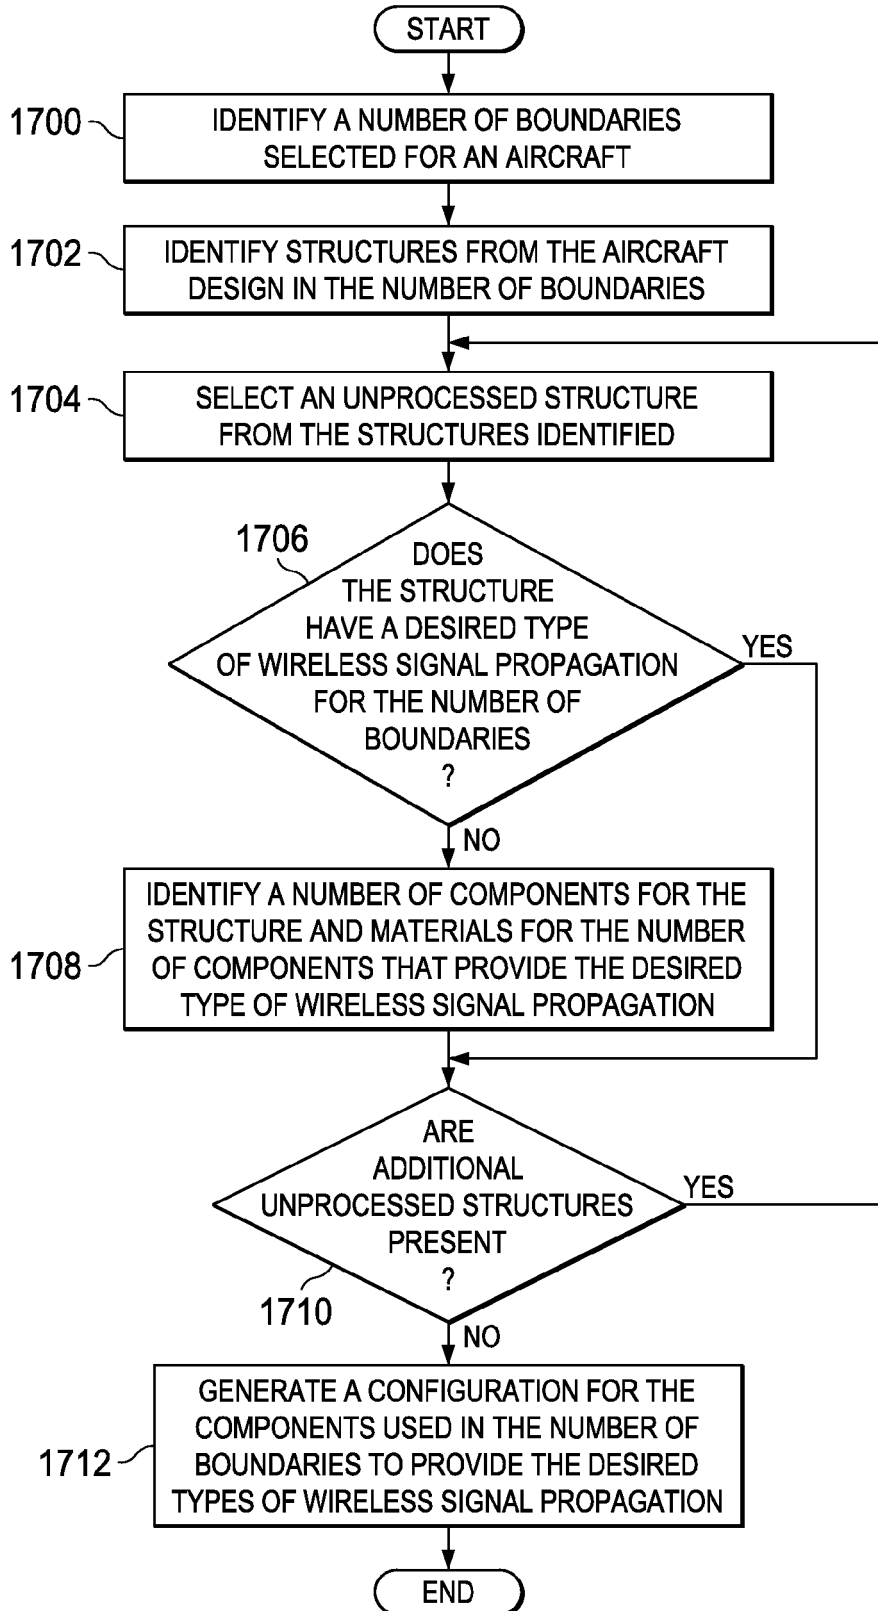 START
1700
IDENTIFY A NUMBER OF BOUNDARIES
SELECTED FOR AN AIRCRAFT
1702
IDENTIFY STRUCTURES FROM THE AIRCRAFT
DESIGN IN THE NUMBER OF BOUNDARIES
1704
SELECT AN UNPROCESSED STRUCTURE
FROM THE STRUCTURES IDENTIFIED
1706
DOES
THE STRUCTURE
HAVE A DESIRED TYPE
OF WIRELESS SIGNAL PROPAGATION
FOR THE NUMBER OF
BOUNDARIES
?
YES
NO
1708
IDENTIFY A NUMBER OF COMPONENTS FOR THE
STRUCTURE AND MATERIALS FOR THE NUMBER
OF COMPONENTS THAT PROVIDE THE DESIRED
TYPE OF WIRELESS SIGNAL PROPAGATION
ARE
ADDITIONAL
UNPROCESSED STRUCTURES
PRESENT
?
YES
1710
NO
1712
GENERATE A CONFIGURATION FOR THE
COMPONENTS USED IN THE NUMBER OF
BOUNDARIES TO PROVIDE THE DESIRED
TYPES OF WIRELESS SIGNAL PROPAGATION
END